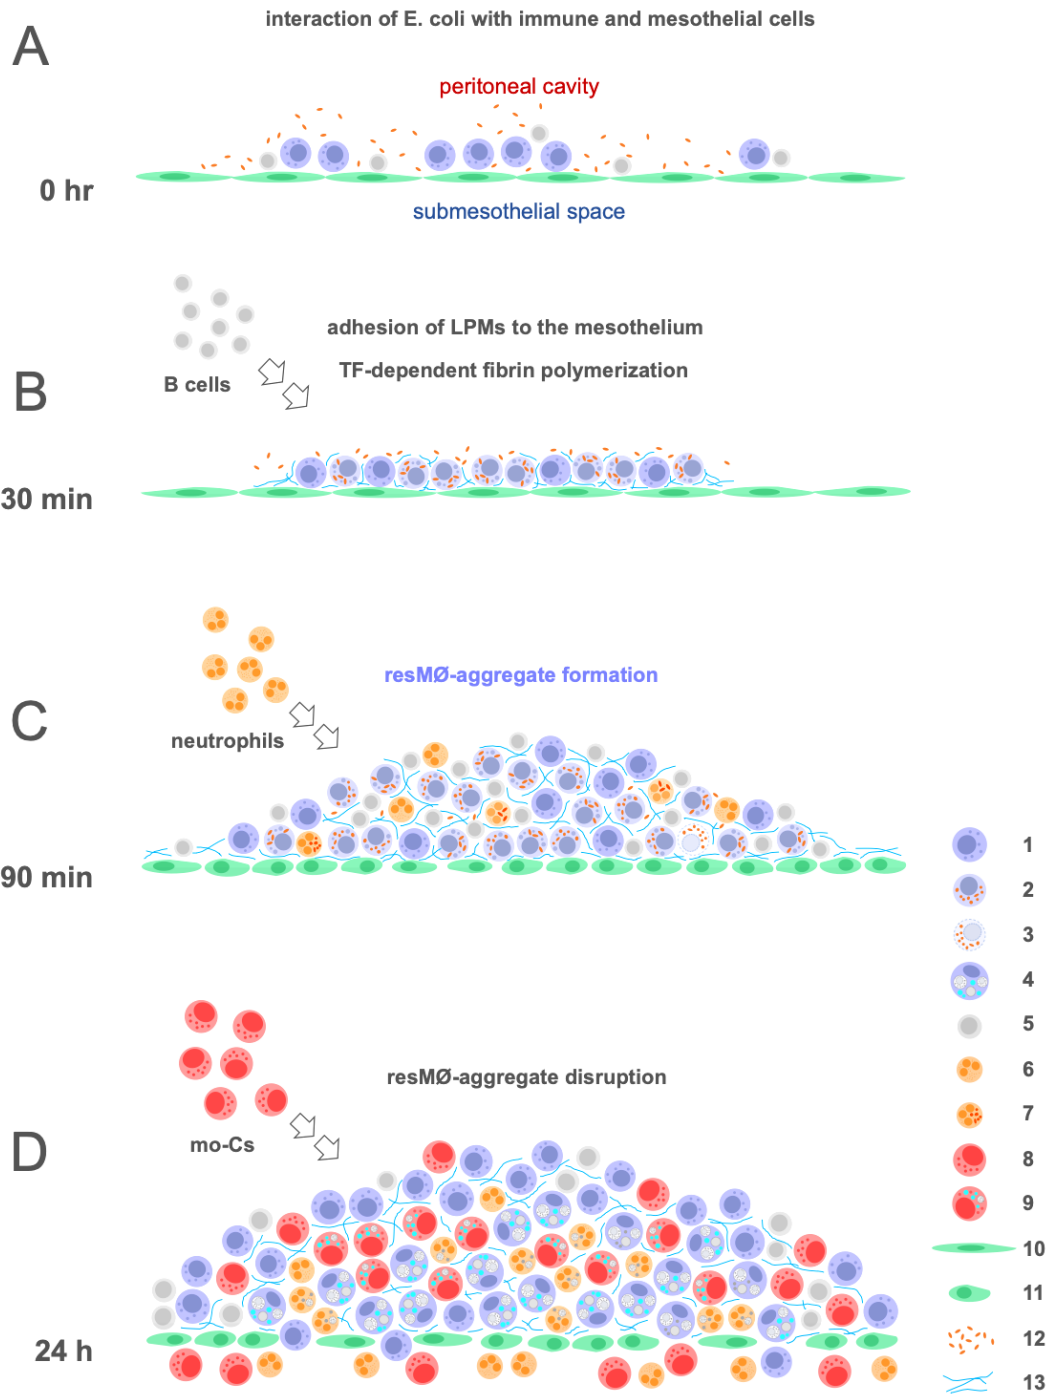 interaction of E. coli with immune and mesothelial cells
A
peritoneal cavity
0 hr
submesothelial space
adhesion of LPMs to the mesothelium
TF-dependent fibrin polymerization
B cells
B
30 min
resMØ-aggregate formation
C
neutrophils
90 min
1
2
3
4
5
6
7
8
9
10
11
12
13
resMØ-aggregate disruption
mo-Cs
D
24 h